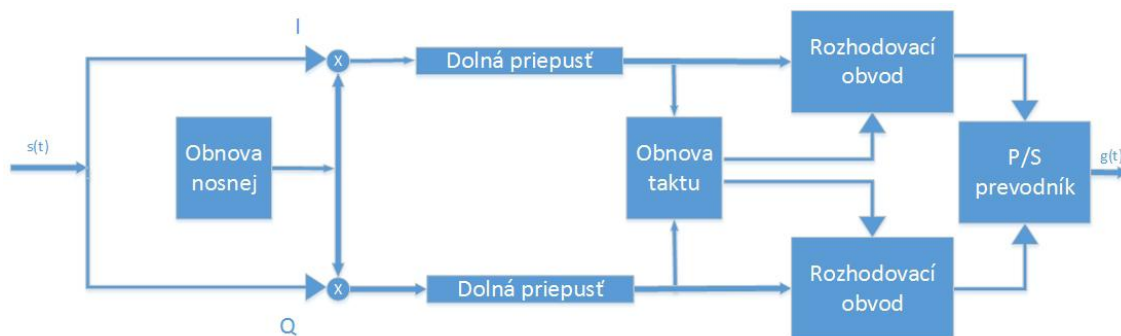 I
X
Dolná priepusť
Rozhodovací
obvod
s(t)
Obnova
nosnej
Obnova
taktu
P/S
prevodník
g(t)
X
Dolná priepusť
Rozhodovací
obvod
Q